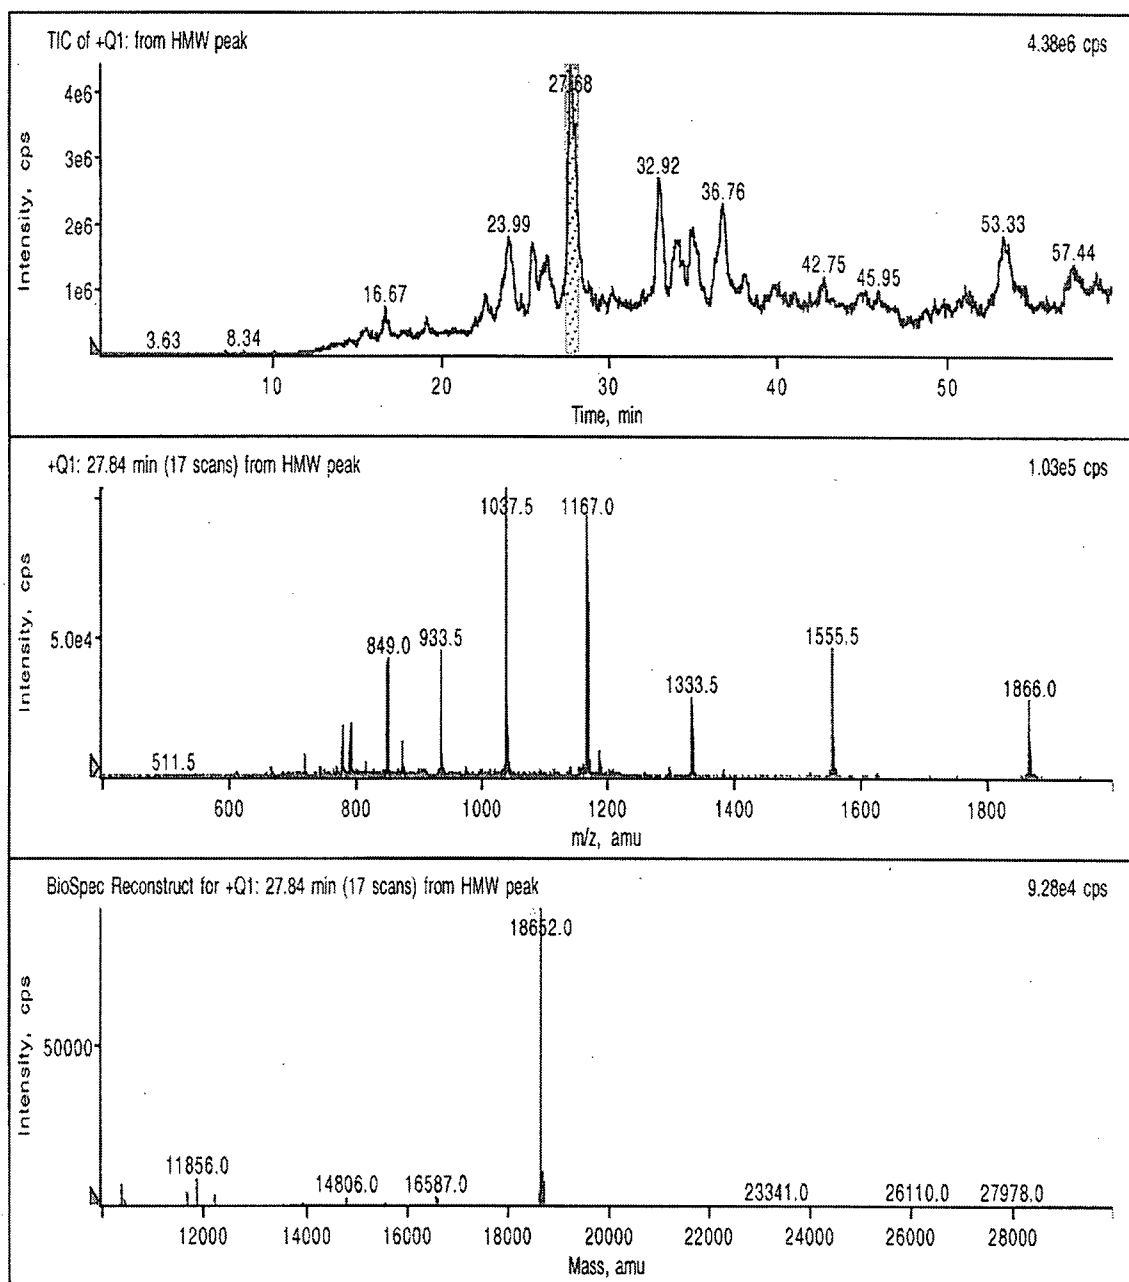 TIC of +Q1: from HMW peak 4.38e6 cps
Intensity, cps
4e6
3e6
2e6
1e6
3.63 8.34 16.67 23.99 27.68 32.92 36.76 42.75 45.95 53.33 57.44
10 20 30 40 50
Time, min
+Q1: 27.84 min (17 scans) from HMW peak 1.03e5 cps
Intensity, cps
5.0e4
511.5 849.0 933.5 1037.5 1167.0 1333.5 1555.5 1866.0
600 800 1000 1200 1400 1600 1800
m/z, amu
BioSpec Reconstruct for +Q1: 27.84 min (17 scans) from HMW peak 9.28e4 cps
Intensity, cps
50000
11856.0 14806.0 16587.0 18652.0 23341.0 26110.0 27978.0
12000 14000 16000 18000 20000 22000 24000 26000 28000
Mass, amu